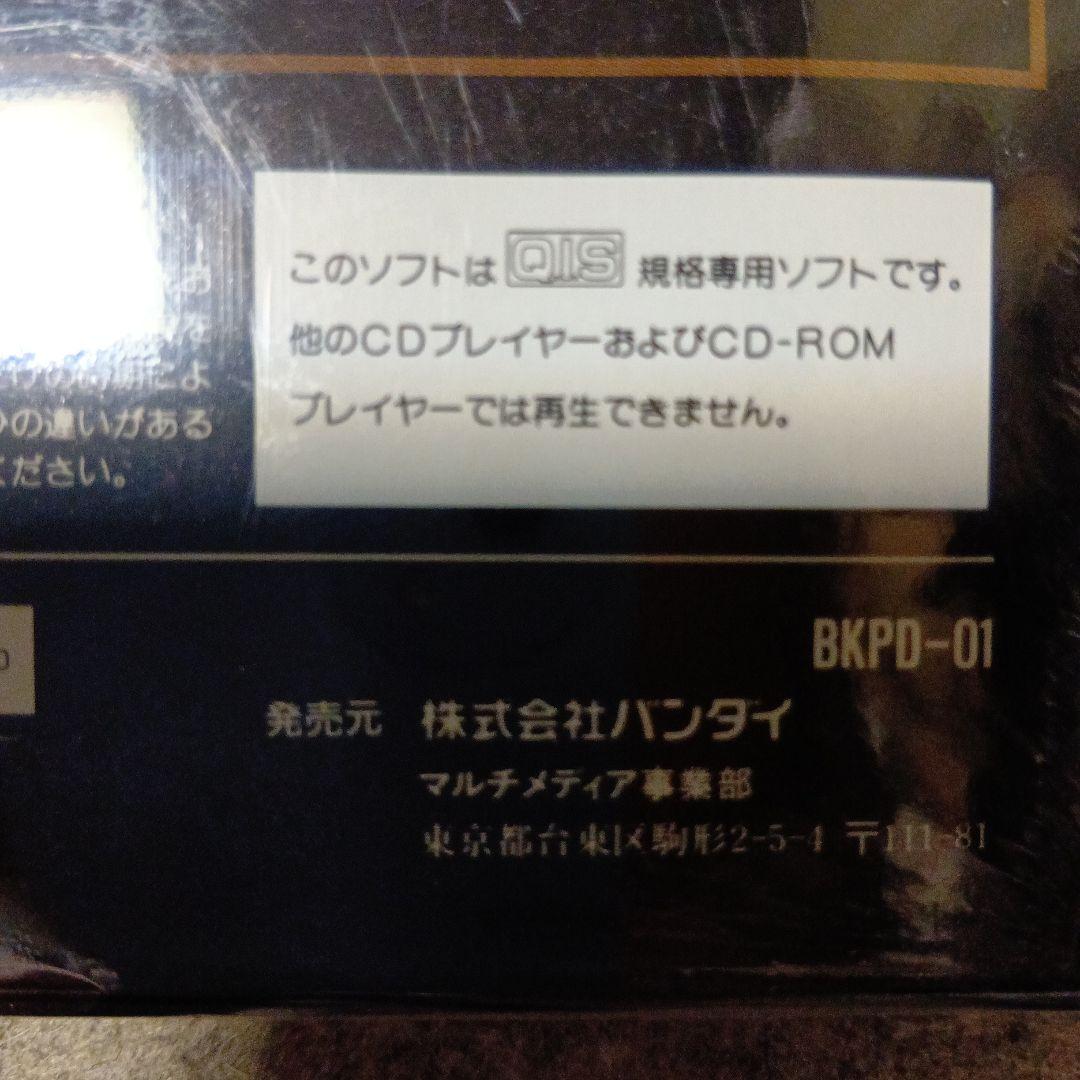 このソフトはQIS規格専用ソフトです。
他のCDプレイヤーおよびCD-ROM
プレイヤーでは再生できません。
の違いがある
ください。
BKPD-01
発売元 株式会社バンダイ
マルチメディア事業部
東京都台東区駒形2-5-4 〒111-81